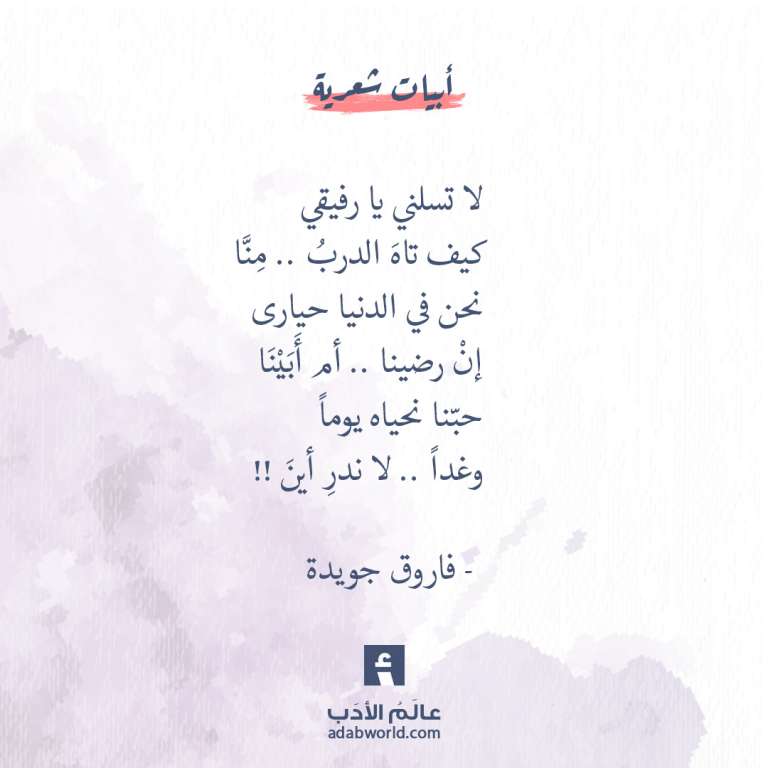 أبيات شعرية
لا تسلني يا رفيقي
كيف تاهَ الدربُ .. مِنَّا
نحن في الدنيا حيارى
إنْ رضينا .. أم أَبَيْنَا
حبّنا نحياه يوماً
وغداً .. لا ندرِ أينَ !!
- فاروق جويدة
أ
عالَمُ الأدَب
adabworld.com